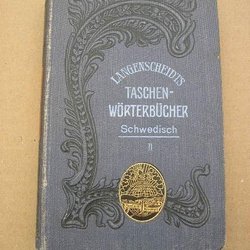 LANGENSCHEIDTS
TASCHEN-
WÖRTERBÜCHER
Schwedisch
II